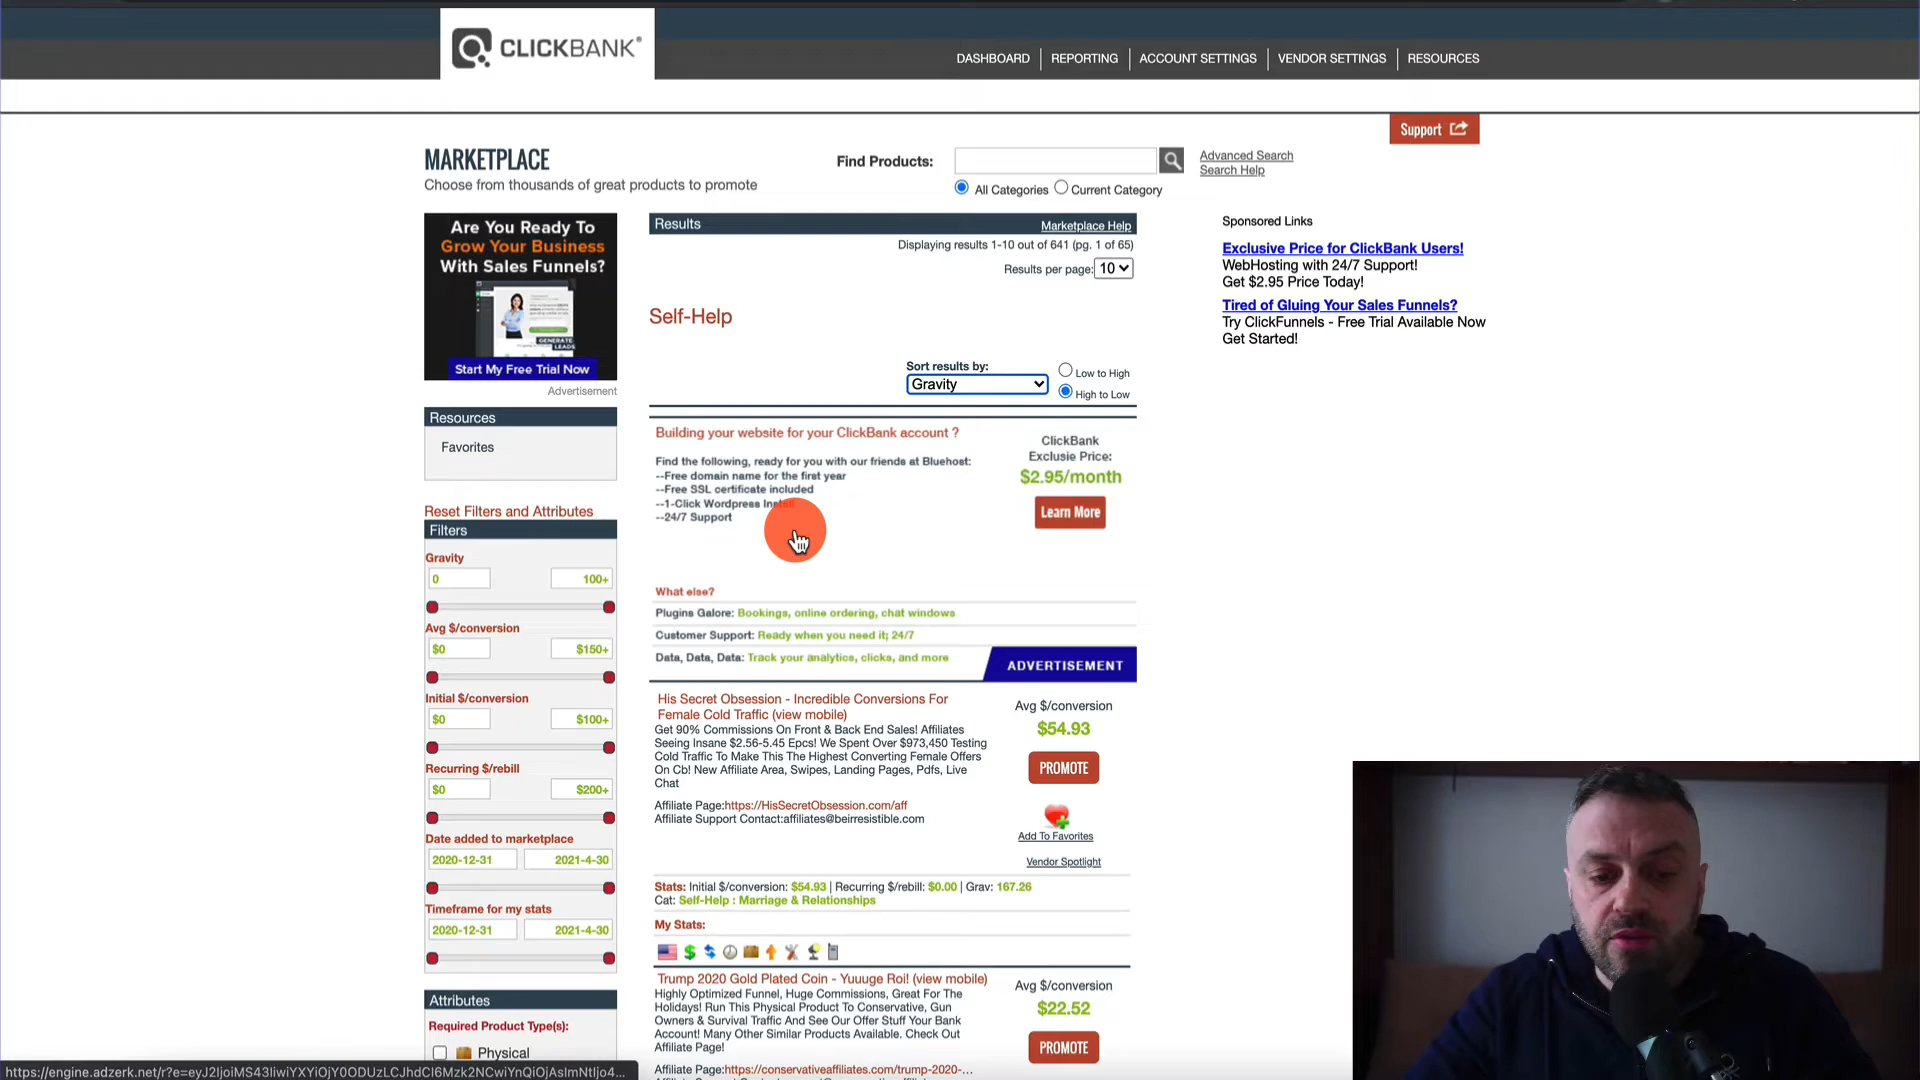 CLICKBANK®
DASHBOARD
REPORTING
ACCOUNT SETTINGS
VENDOR SETTINGS
RESOURCES
Support
MARKETPLACE
Choose from thousands of great products to promote
Find Products:
Advanced Search
Search Help
All Categories
Current Category
Are You Ready To
Grow Your Business
With Sales Funnels?
GENERATE
LEADS
Start My Free Trial Now
Advertisement
Resources
Favorites
Reset Filters and Attributes
Filters
Gravity
0
100+
Avg $/conversion
$0
$150+
Initial $/conversion
$0
$100+
Recurring $/rebill
$0
$200+
Date added to marketplace
2020-12-31
2021-4-30
Timeframe for my stats
2020-12-31
2021-4-30
Attributes
Required Product Type(s):
Physical
Results
Marketplace Help
Displaying results 1-10 out of 641 (pg. 1 of 65)
Results per page: 10
Self-Help
Sort results by:
Gravity
Low to High
High to Low
Building your website for your ClickBank account ?
Find the following, ready for you with our friends at Bluehost:
--Free domain name for the first year
--Free SSL certificate included
--1-Click Wordpress Install
--24/7 Support
ClickBank
Exclusie Price:
$2.95/month
Learn More
What else?
Plugins Galore: Bookings, online ordering, chat windows
Customer Support: Ready when you need it; 24/7
Data, Data, Data: Track your analytics, clicks, and more
ADVERTISEMENT
His Secret Obsession - Incredible Conversions For
Female Cold Traffic (view mobile)
Get 90% Commissions On Front & Back End Sales! Affiliates
Seeing Insane $2.56-5.45 Epcs! We Spent Over $973,450 Testing
Cold Traffic To Make This The Highest Converting Female Offers
On Cb! New Affiliate Area, Swipes, Landing Pages, Pdfs, Live
Chat
Affiliate Page:https://HisSecretObsession.com/aff
Affiliate Support Contact:affiliates@beirresistible.com
Avg $/conversion
$54.93
PROMOTE
Add To Favorites
Vendor Spotlight
Stats: Initial $/conversion: $54.93 | Recurring $/rebill: $0.00 | Grav: 167.26
Cat: Self-Help : Marriage & Relationships
My Stats:
Trump 2020 Gold Plated Coin - Yuuuge Roi! (view mobile)
Highly Optimized Funnel, Huge Commissions, Great For The
Holidays! Run This Physical Product To Conservative, Gun
Owners & Survival Traffic And See Our Offer Stuff Your Bank
Account! Many Other Similar Products Available. Check Out
Affiliate Page!
Affiliate Page:https://conservativeaffiliates.com/trump-2020-...
Avg $/conversion
$22.52
PROMOTE
Sponsored Links
Exclusive Price for ClickBank Users!
WebHosting with 24/7 Support!
Get $2.95 Price Today!
Tired of Gluing Your Sales Funnels?
Try ClickFunnels - Free Trial Available Now
Get Started!